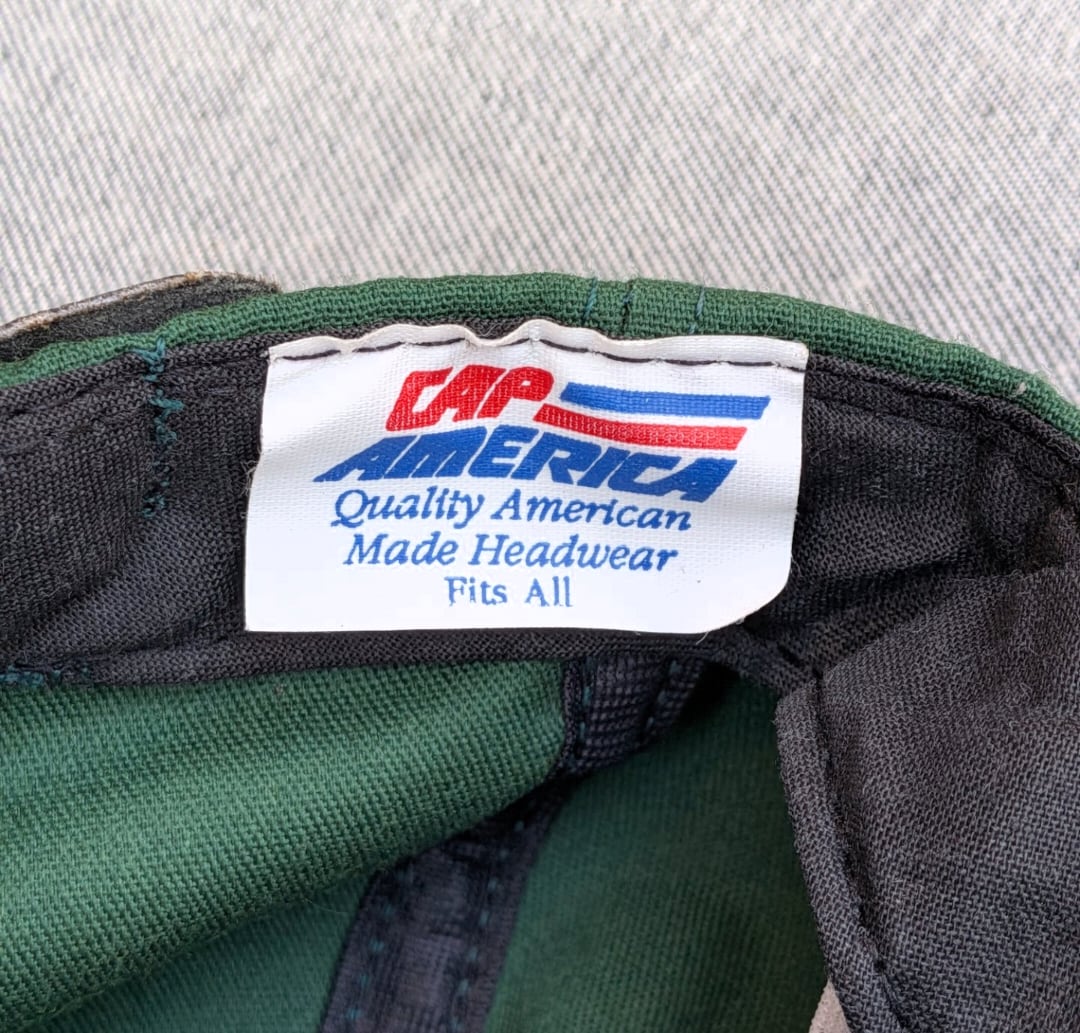 CAP
AMERICA
Quality American
Made Headwear
Fits All